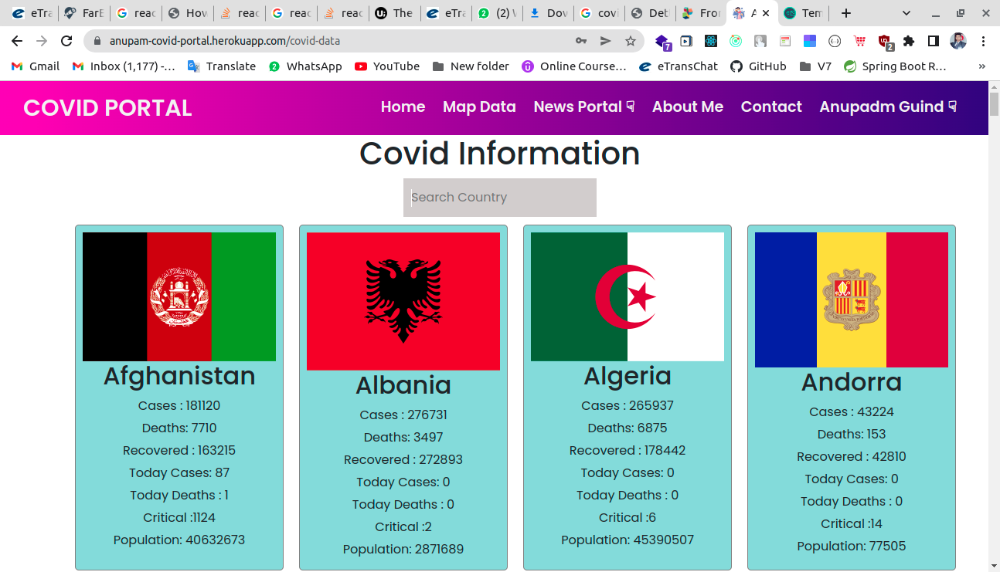 eTra
FarE
reac
How
reac
reac
reac
The
eTra
(2) W
Dov
covi
Det
Fror
A
Tem
anupam-covid-portal.herokuapp.com/covid-data
7
2
Gmail
Inbox (1,177) -...
Translate
WhatsApp
YouTube
New folder
Online Course...
eTransChat
GitHub
V7
Spring Boot R...
»
COVID PORTAL
Home
Map Data
News Portal
About Me
Contact
Anupadm Guind
Covid Information
Search Country
Afghanistan
Cases : 181120
Deaths: 7710
Recovered : 163215
Today Cases: 87
Today Deaths : 1
Critical :1124
Population: 40632673
Albania
Cases : 276731
Deaths: 3497
Recovered : 272893
Today Cases: 0
Today Deaths : 0
Critical :2
Population: 2871689
Algeria
Cases : 265937
Deaths: 6875
Recovered : 178442
Today Cases: 0
Today Deaths : 0
Critical :6
Population: 45390507
Andorra
Cases : 43224
Deaths: 153
Recovered : 42810
Today Cases: 0
Today Deaths : 0
Critical :14
Population: 77505